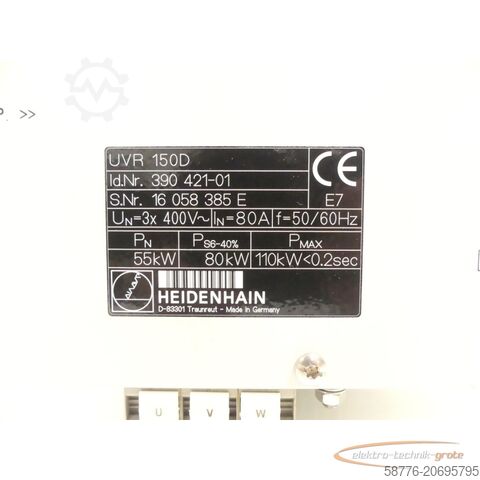 P. >>
UVR 150D
Id.Nr. 390 421-01
S.Nr. 16 058 385 E
E7
CE
UN=3x 400V~ IN=80A f=50/60Hz
PN PS6-40% PMAX
55kW 80kW 110kW<0.2sec
HEIDENHAIN
D-83301 Traunreut - Made in Germany
U V W
elektro-technik-grote
58776-20695795